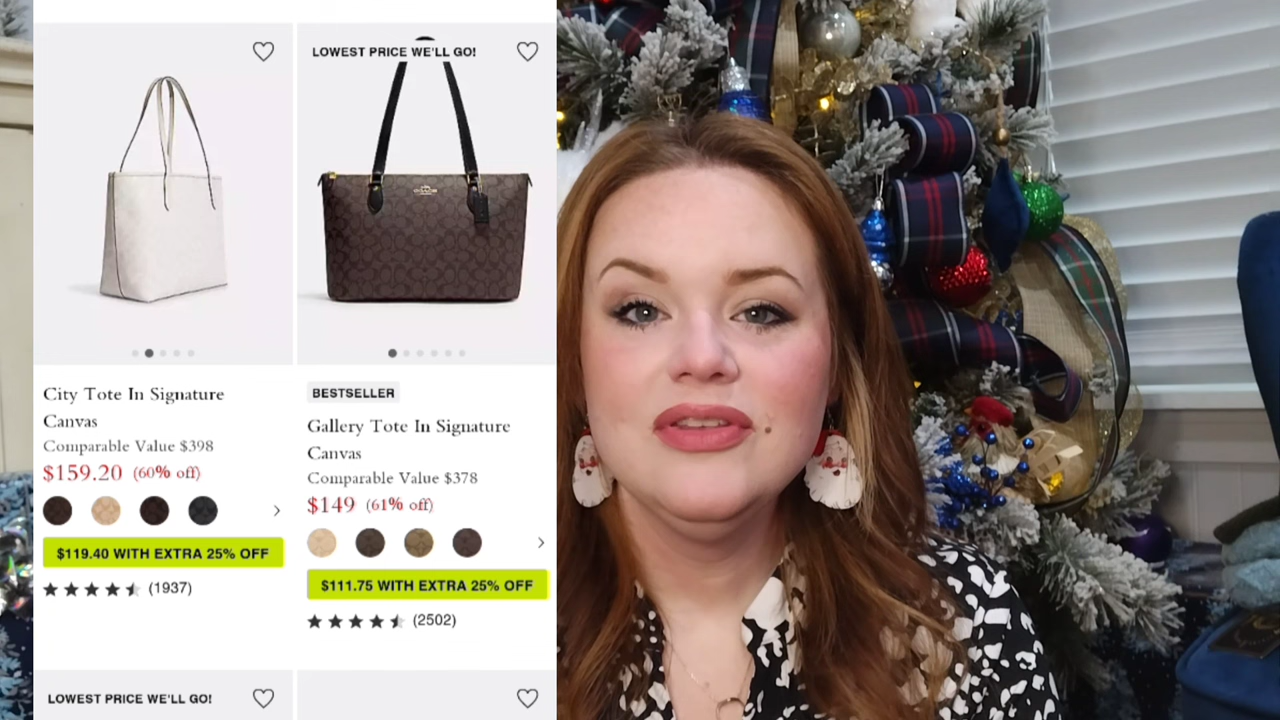 LOWEST PRICE WE'LL GO!
COACH
City Tote In Signature
Canvas
Comparable Value $398
$159.20 (60% off)
$119.40 WITH EXTRA 25% OFF
(1937)
BESTSELLER
Gallery Tote In Signature
Canvas
Comparable Value $378
$149 (61% off)
$111.75 WITH EXTRA 25% OFF
(2502)
LOWEST PRICE WE'LL GO!